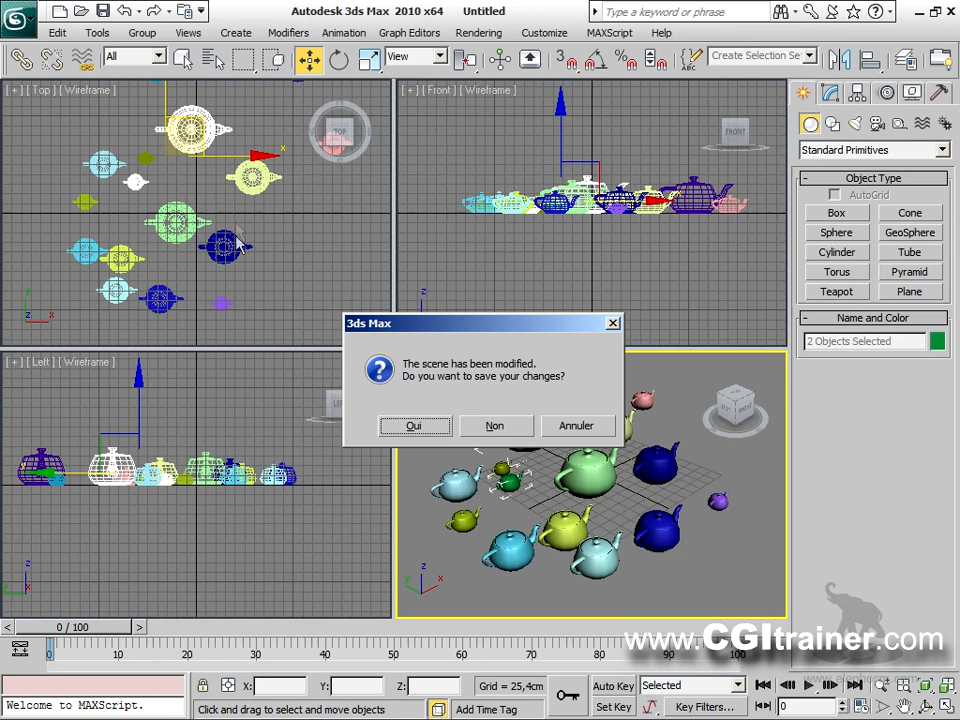 Autodesk 3ds Max 2010 x64 Untitled
Type a keyword or phrase
Edit Tools Group Views Create Modifiers Animation Graph Editors Rendering Customize MAXScript Help
All
View
3
Create Selection Se
[ + ] [ Top ] [ Wireframe ]
TOP
x
y
z
x
[ + ] [ Front ] [ Wireframe ]
FRONT
z
Standard Primitives
- Object Type
AutoGrid
Box Cone
Sphere GeoSphere
Cylinder Tube
Torus Pyramid
Teapot Plane
- Name and Color
2 Objects Selected
[ + ] [ Left ] [ Wireframe ]
z
3ds Max
The scene has been modified.
Do you want to save your changes?
Oui Non Annuler
z
x
y
< 0 / 100 >
0 10 20 30 40 50 60 70 80 90 100
www.CGItrainer.com
X: Y: Z: Grid = 25,4cm
Auto Key Selected
0
Welcome to MAXScript.
Click and drag to select and move objects
Add Time Tag
Set Key Key Filters...